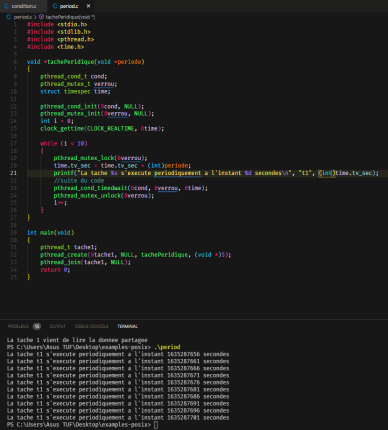 condition.c period.c ×
C period.c > tachePeridique(void *)
1 #include <stdio.h>
2 #include <stdlib.h>
3 #include <pthread.h>
4 #include <time.h>
5
6 void *tachePeridique(void *periode)
7 {
8 pthread_cond_t cond;
9 pthread_mutex_t verrou;
10 struct timespec time;
11
12 pthread_cond_init(&cond, NULL);
13 pthread_mutex_init(&verrou, NULL);
14 int i = 0;
15 clock_gettime(CLOCK_REALTIME, &time);
16
17 while (i < 10)
18 {
19 pthread_mutex_lock(&verrou);
20 time.tv_sec = time.tv_sec + (int)periode;
21 printf("La tache %s s'execute periodiquement a l'instant %d secondes\n", "t1", (int)time.tv_sec);
22 //suite du code
23 pthread_cond_timedwait(&cond, &verrou, &time);
24 pthread_mutex_unlock(&verrou);
25 i++;
26 }
27 }
28
29 int main(void)
30 {
31 pthread_t tache1;
32 pthread_create(&tache1, NULL, tachePeridique, (void *)5);
33 pthread_join(tache1, NULL);
34 return 0;
35 }
PROBLEMS OUTPUT DEBUG CONSOLE TERMINAL
La tache 1 vient de lire la donnee partagee
PS C:\Users\Asus TUF\Desktop\examples-posix> .\period
La tache t1 s'execute periodiquement a l'instant 1635287656 secondes
La tache t1 s'execute periodiquement a l'instant 1635287661 secondes
La tache t1 s'execute periodiquement a l'instant 1635287666 secondes
La tache t1 s'execute periodiquement a l'instant 1635287671 secondes
La tache t1 s'execute periodiquement a l'instant 1635287676 secondes
La tache t1 s'execute periodiquement a l'instant 1635287681 secondes
La tache t1 s'execute periodiquement a l'instant 1635287686 secondes
La tache t1 s'execute periodiquement a l'instant 1635287691 secondes
La tache t1 s'execute periodiquement a l'instant 1635287696 secondes
La tache t1 s'execute periodiquement a l'instant 1635287701 secondes
PS C:\Users\Asus TUF\Desktop\examples-posix>